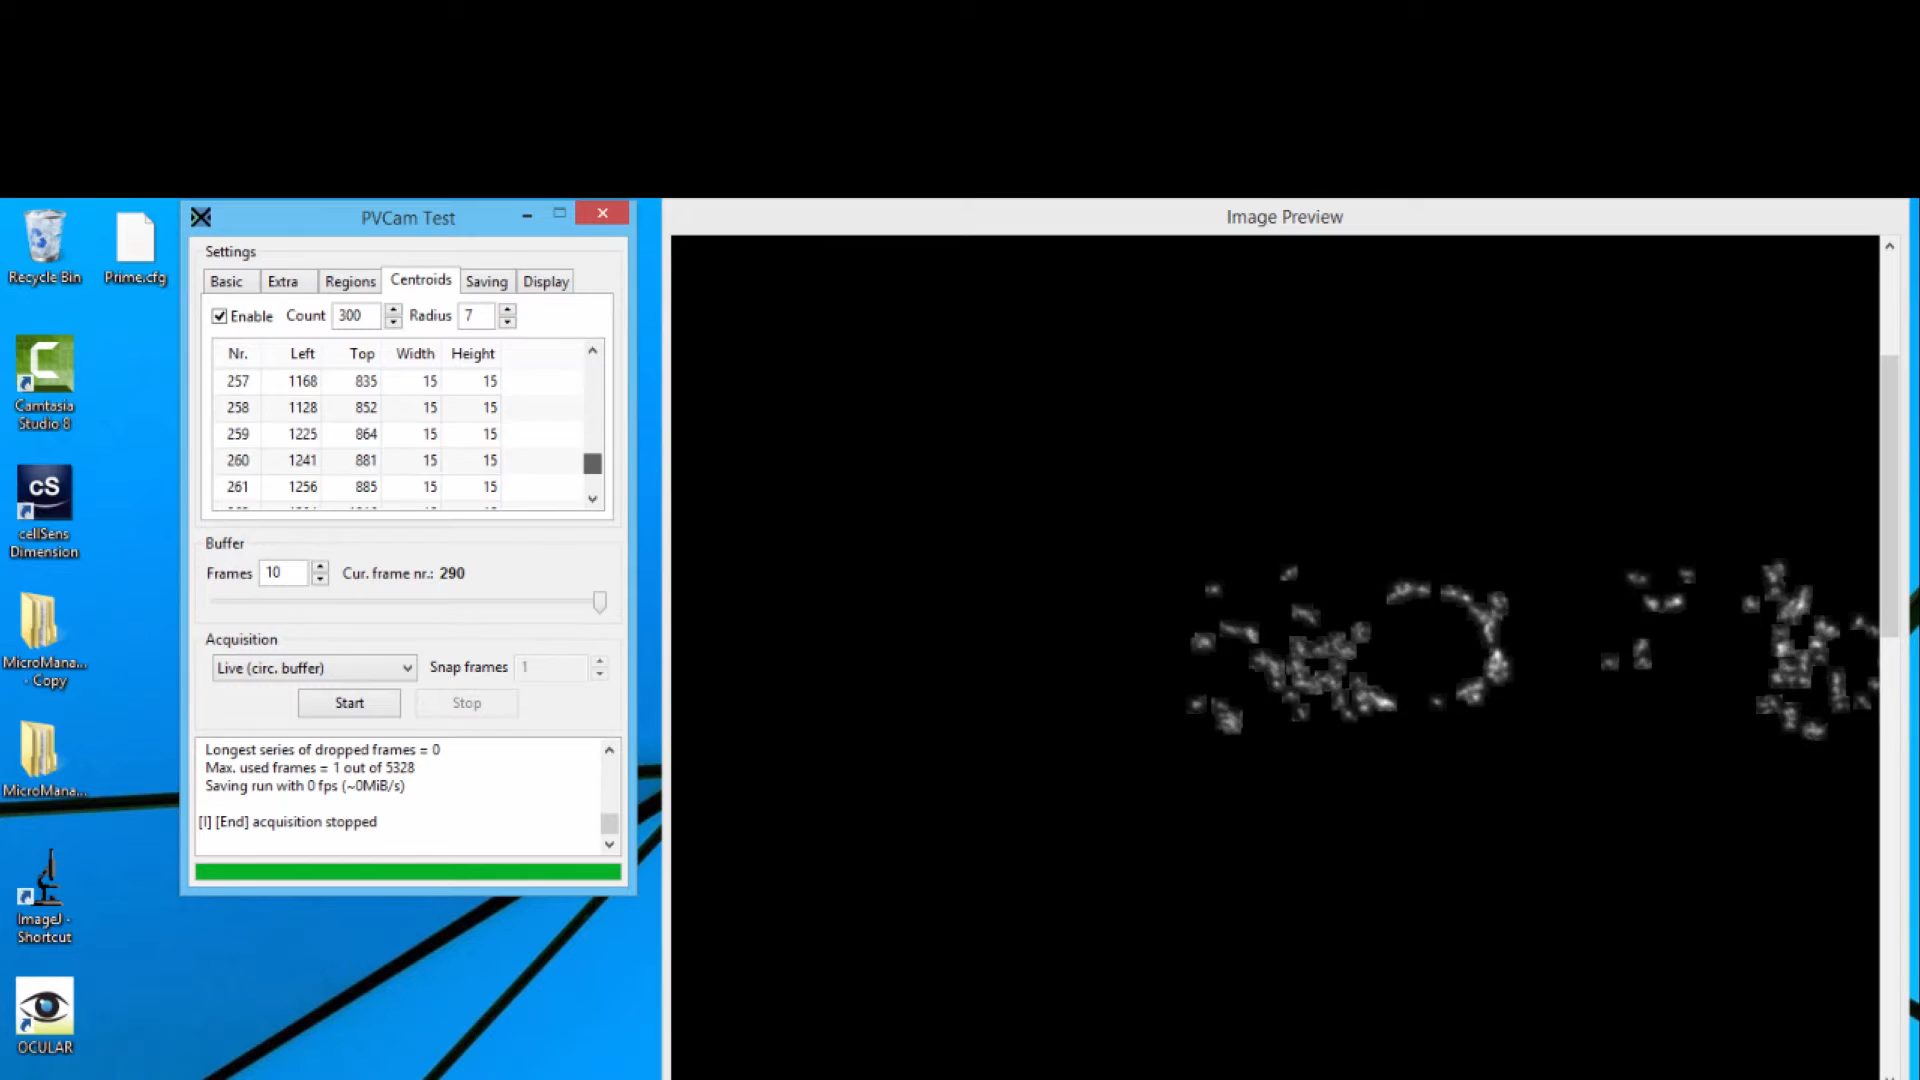 Recycle Bin
Prime.cfg
Camtasia
Studio 8
cS
cellSens
Dimension
MicroMana...
- Copy
MicroMana...
ImageJ -
Shortcut
OCULAR
PVCam Test
Settings
Basic Extra Regions Centroids Saving Display
Enable Count 300 Radius 7
Nr. Left Top Width Height
257 1168 835 15 15
258 1128 852 15 15
259 1225 864 15 15
260 1241 881 15 15
261 1256 885 15 15
Buffer
Frames 10 Cur. frame nr.: 290
Acquisition
Live (circ. buffer) Snap frames 1
Start Stop
Longest series of dropped frames = 0
Max. used frames = 1 out of 5328
Saving run with 0 fps (~0MiB/s)
[I] [End] acquisition stopped
Image Preview